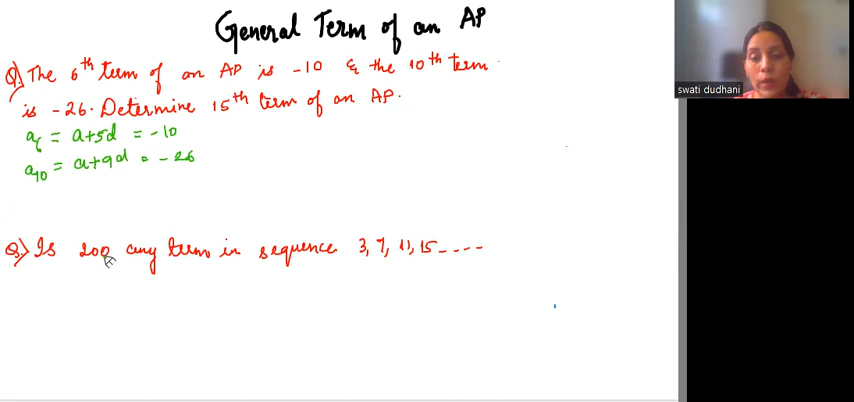 General Term of an AP
Q) The 6th term of an AP is -10 & the 10th term
is -26. Determine 15th term of an AP.
a6 = a+5d = -10
a10 = a+9d = -26
Q) Is 200 any term in sequence 3, 7, 11, 15----
swati dudhani